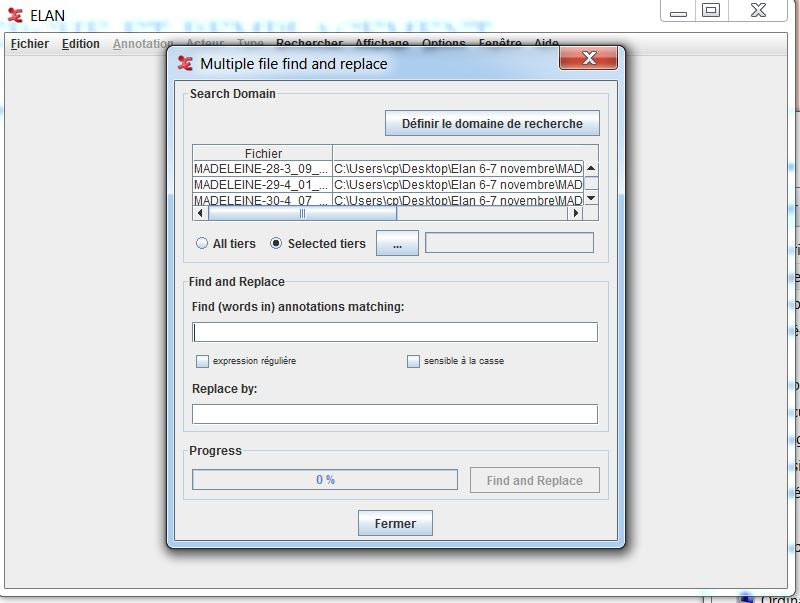 ELAN
Fichier Edition Annotation Acteur Type Rechercher Affichage Options Fenêtre Aide
Multiple file find and replace
Search Domain
Définir le domaine de recherche
Fichier
MADELEINE-28-3_09_... C:\Users\cp\Desktop\Elan 6-7 novembre\MAD
MADELEINE-29-4_01_... C:\Users\cp\Desktop\Elan 6-7 novembre\MAD
MADELEINE-30-4_07_... C:\Users\cp\Desktop\Elan 6-7 novembre\MAD
All tiers Selected tiers ...
Find and Replace
Find (words in) annotations matching:
expression régulière sensible à la casse
Replace by:
Progress
0 % Find and Replace
Fermer